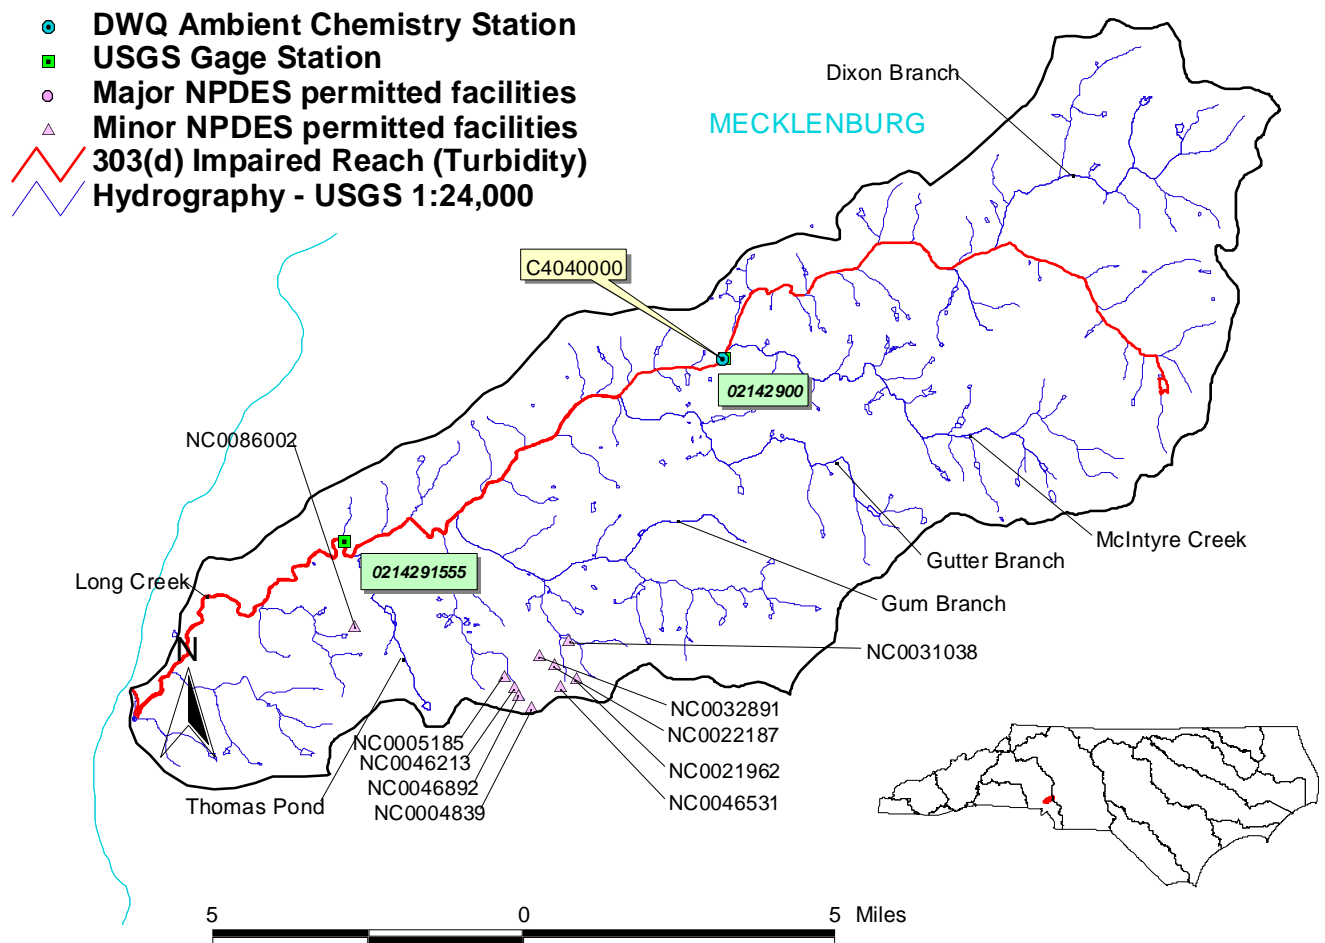 DWQ Ambient Chemistry Station
USGS Gage Station
Major NPDES permitted facilities
Minor NPDES permitted facilities
303(d) Impaired Reach (Turbidity)
Hydrography - USGS 1:24,000
Dixon Branch
MECKLENBURG
C4040000
02142900
NC0086002
McIntyre Creek
Gutter Branch
0214291555
Long Creek
Gum Branch
N
NC0031038
NC0032891
NC0022187
NC0005185
NC0046213
NC0021962
NC0046892
NC0046531
Thomas Pond
NC0004839
5 0 5 Miles